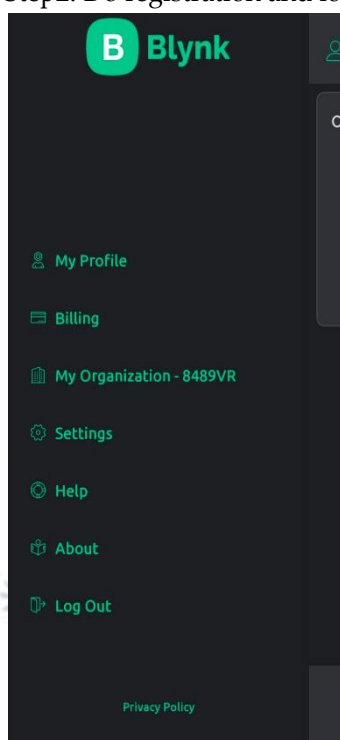 B Blynk
My Profile
Billing
My Organization - 8489VR
Settings
Help
About
Log Out
Privacy Policy